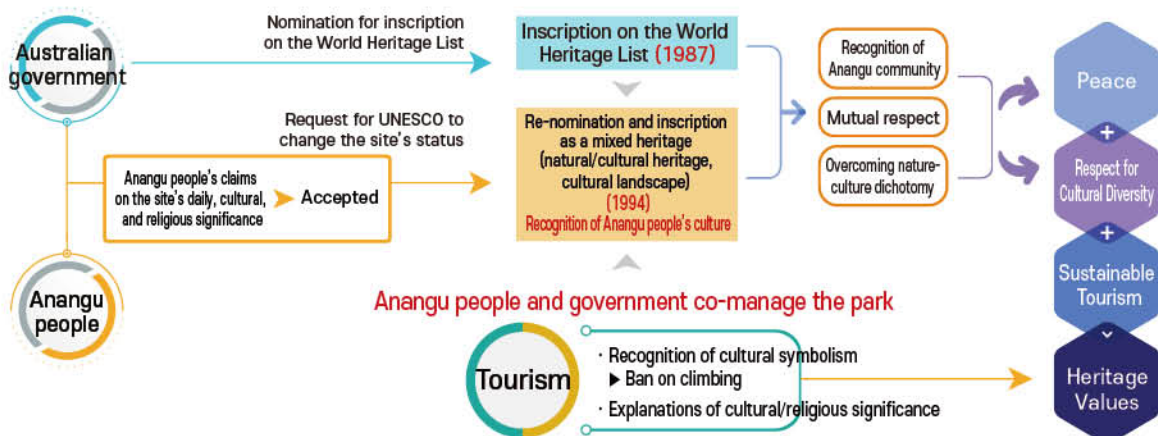 Australian
government
Nomination for inscription
on the World Heritage List
Inscription on the World
Heritage List (1987)
Request for UNESCO to
change the site's status
Anangu people's claims
on the site's daily, cultural,
and religious significance
Accepted
Re-nomination and inscription
as a mixed heritage
(natural/cultural heritage,
cultural landscape)
(1994)
Recognition of Anangu people's culture
Recognition of
Anangu community
Mutual respect
Overcoming nature-
culture dichotomy
Peace
+
Respect for
Cultural Diversity
+
Sustainable
Tourism
Heritage
Values
Anangu
people
Anangu people and government co-manage the park
Tourism
· Recognition of cultural symbolism
▶ Ban on climbing
· Explanations of cultural/religious significance